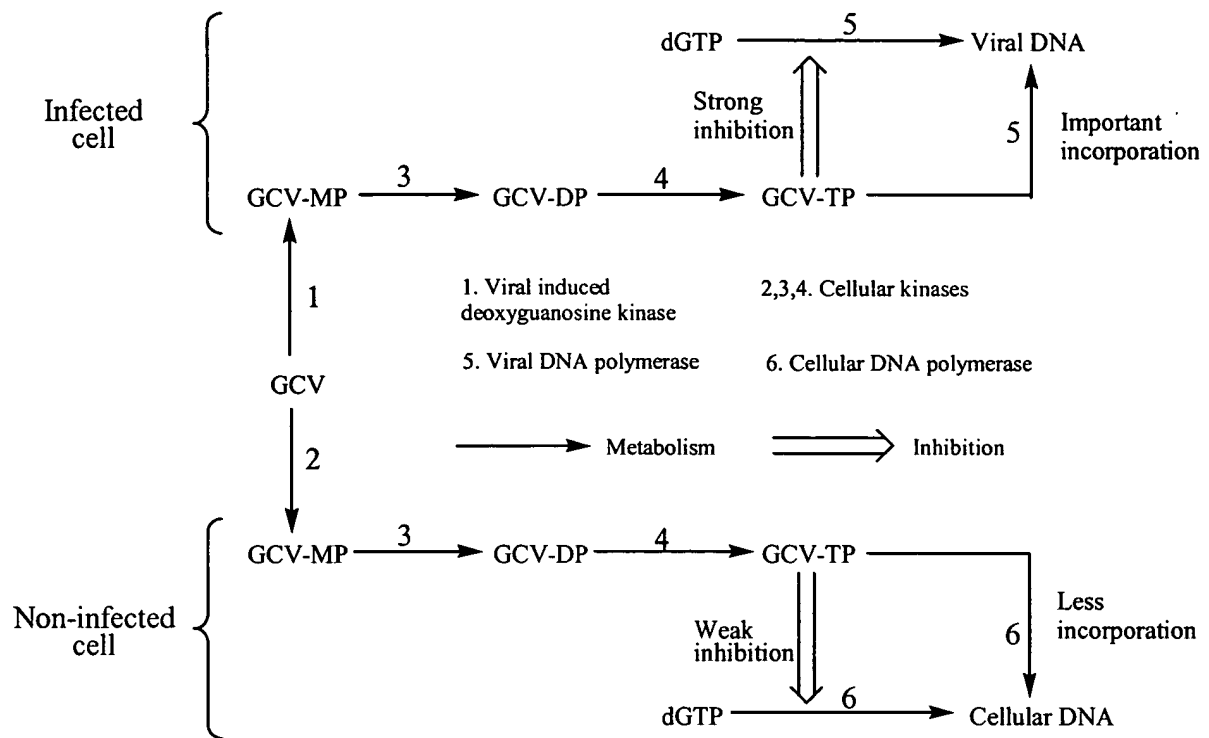 dGTP 5 Viral DNA
Infected
cell
Strong
inhibition
5
Important
incorporation
GCV-MP 3 GCV-DP 4 GCV-TP
1
1. Viral induced
deoxyguanosine kinase
2,3,4. Cellular kinases
5. Viral DNA polymerase
6. Cellular DNA polymerase
GCV
2
Metabolism
Inhibition
GCV-MP 3 GCV-DP 4 GCV-TP
Non-infected
cell
Weak
inhibition
6
Less
incorporation
dGTP 6 Cellular DNA